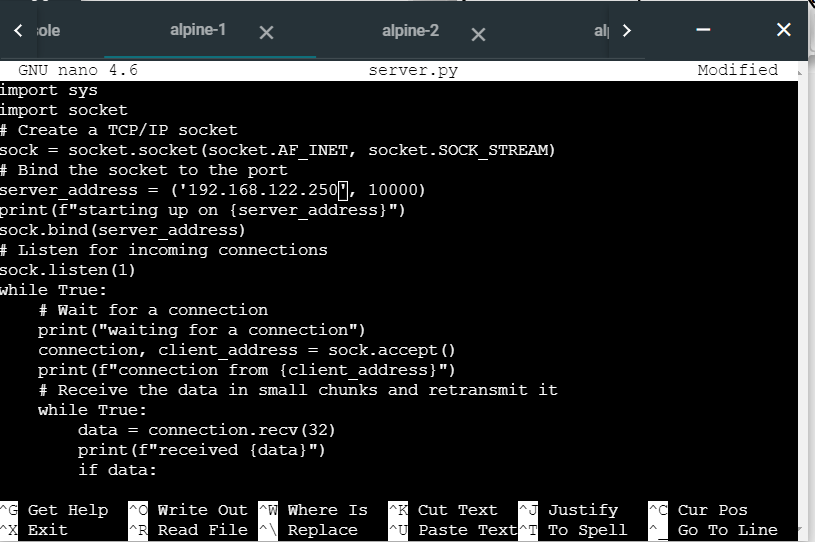 ole alpine-1 alpine-2 al
GNU nano 4.6 server.py Modified
import sys
import socket
# Create a TCP/IP socket
sock = socket.socket(socket.AF_INET, socket.SOCK_STREAM)
# Bind the socket to the port
server_address = ('192.168.122.250', 10000)
print(f"starting up on {server_address}")
sock.bind(server_address)
# Listen for incoming connections
sock.listen(1)
while True:
    # Wait for a connection
    print("waiting for a connection")
    connection, client_address = sock.accept()
    print(f"connection from {client_address}")
    # Receive the data in small chunks and retransmit it
    while True:
        data = connection.recv(32)
        print(f"received {data}")
        if data:
^G Get Help ^O Write Out ^W Where Is ^K Cut Text ^J Justify ^C Cur Pos
^X Exit ^R Read File ^\ Replace ^U Paste Text ^T To Spell ^_ Go To Line